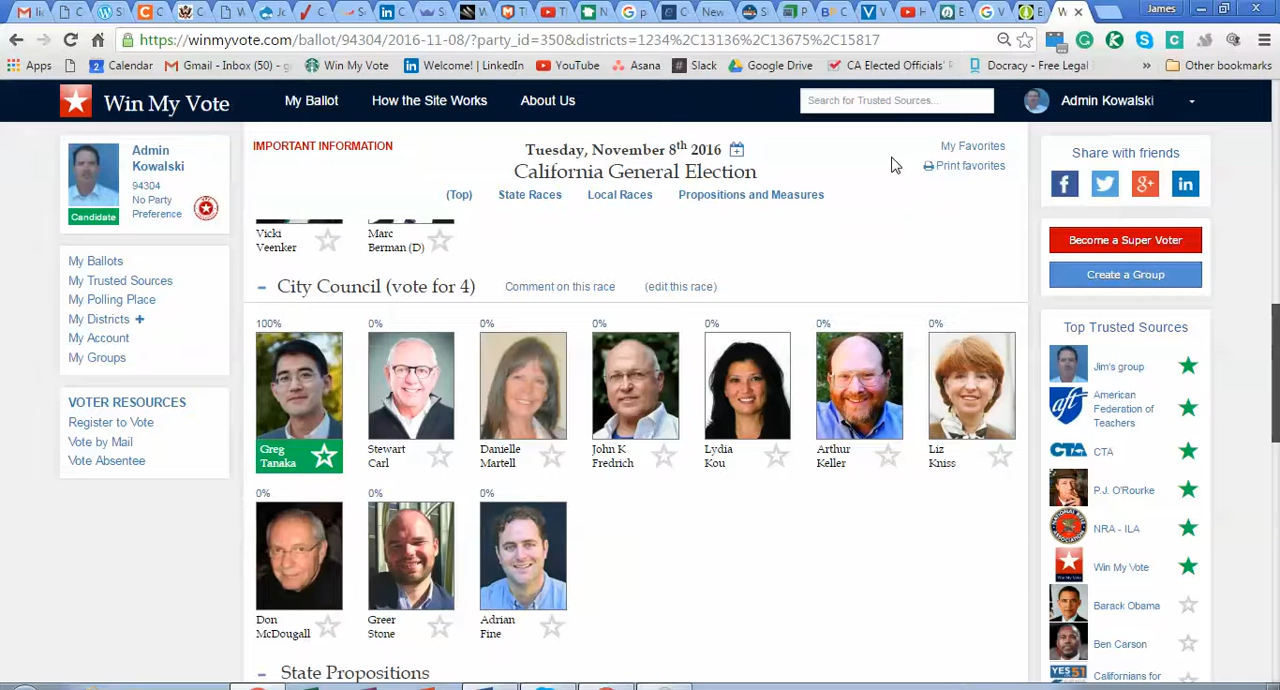 James
https://winmyvote.com/ballot/94304/2016-11-08/?party_id=350&districts=1234%2C13136%2C13675%2C15817
Apps Calendar Gmail - Inbox (50) - Win My Vote Welcome! | LinkedIn YouTube Asana Slack Google Drive CA Elected Officials' Docracy - Free Legal » Other bookmarks
Win My Vote My Ballot How the Site Works About Us Search for Trusted Sources... Admin Kowalski
Admin
Kowalski
94304
No Party
Preference
Candidate
My Ballots
My Trusted Sources
My Polling Place
My Districts +
My Account
My Groups
VOTER RESOURCES
Register to Vote
Vote by Mail
Vote Absentee
IMPORTANT INFORMATION
Tuesday, November 8th 2016
California General Election
My Favorites
Print favorites
(Top) State Races Local Races Propositions and Measures
Vicki
Veenker
Marc
Berman (D)
− City Council (vote for 4) Comment on this race (edit this race)
100% 0% 0% 0% 0% 0% 0%
Greg
Tanaka
Stewart
Carl
Danielle
Martell
John K
Fredrich
Lydia
Kou
Arthur
Keller
Liz
Kniss
0% 0% 0%
Don
McDougall
Greer
Stone
Adrian
Fine
− State Propositions
Share with friends
Become a Super Voter
Create a Group
Top Trusted Sources
Jim's group
aft
American
Federation of
Teachers
CTA CTA
P.J. O'Rourke
NRA - ILA
Win My Vote
Barack Obama
Ben Carson
YES
Californians for